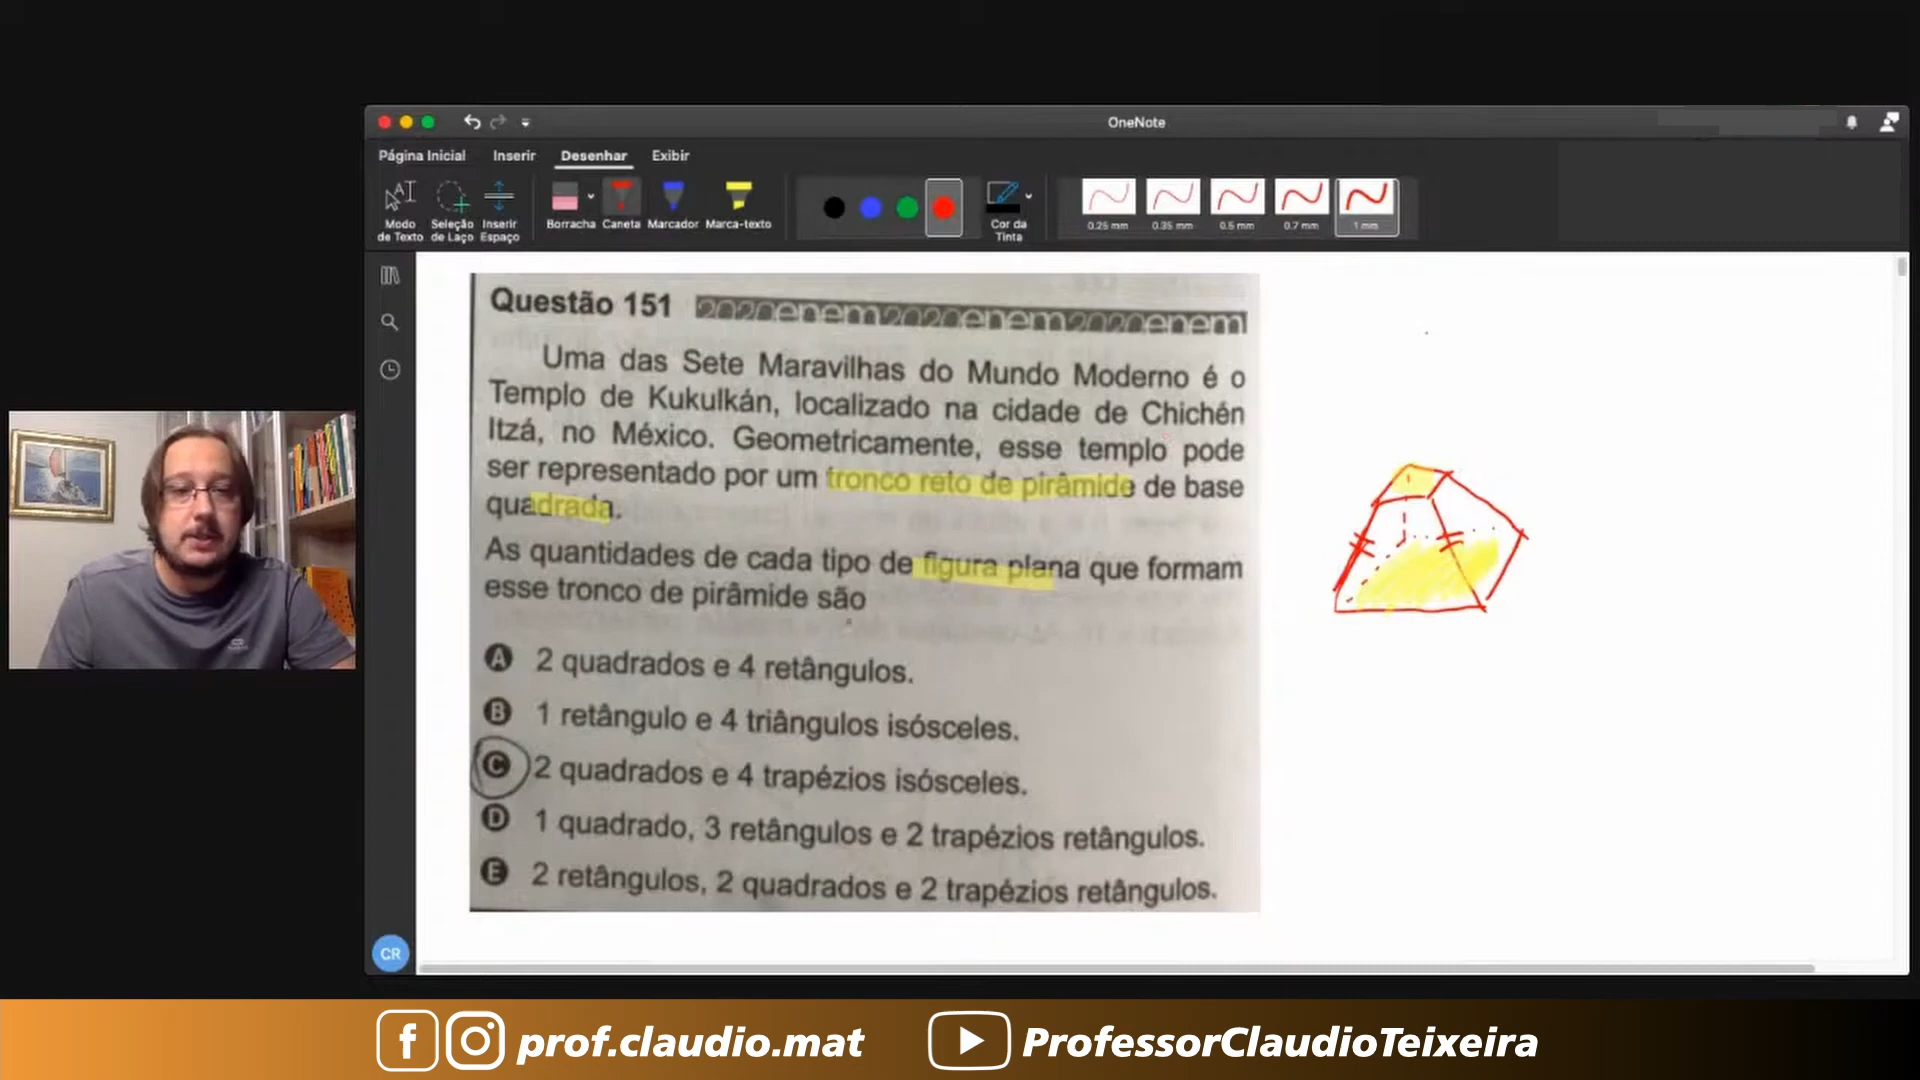 OneNote
Página Inicial Inserir Desenhar Exibir
Modo de Texto
Seleção de Laço
Inserir Espaço
Borracha
Caneta
Marcador
Marca-texto
Cor da Tinta
0.25 mm
0.35 mm
0.5 mm
0.7 mm
1 mm
Questão 151 2020enem2020enem2020enem
Uma das Sete Maravilhas do Mundo Moderno é o
Templo de Kukulkán, localizado na cidade de Chichén
Itzá, no México. Geometricamente, esse templo pode
ser representado por um tronco reto de pirâmide de base
quadrada.
As quantidades de cada tipo de figura plana que formam
esse tronco de pirâmide são
A 2 quadrados e 4 retângulos.
B 1 retângulo e 4 triângulos isósceles.
C 2 quadrados e 4 trapézios isósceles.
D 1 quadrado, 3 retângulos e 2 trapézios retângulos.
E 2 retângulos, 2 quadrados e 2 trapézios retângulos.
CR
prof.claudio.mat ProfessorClaudioTeixeira